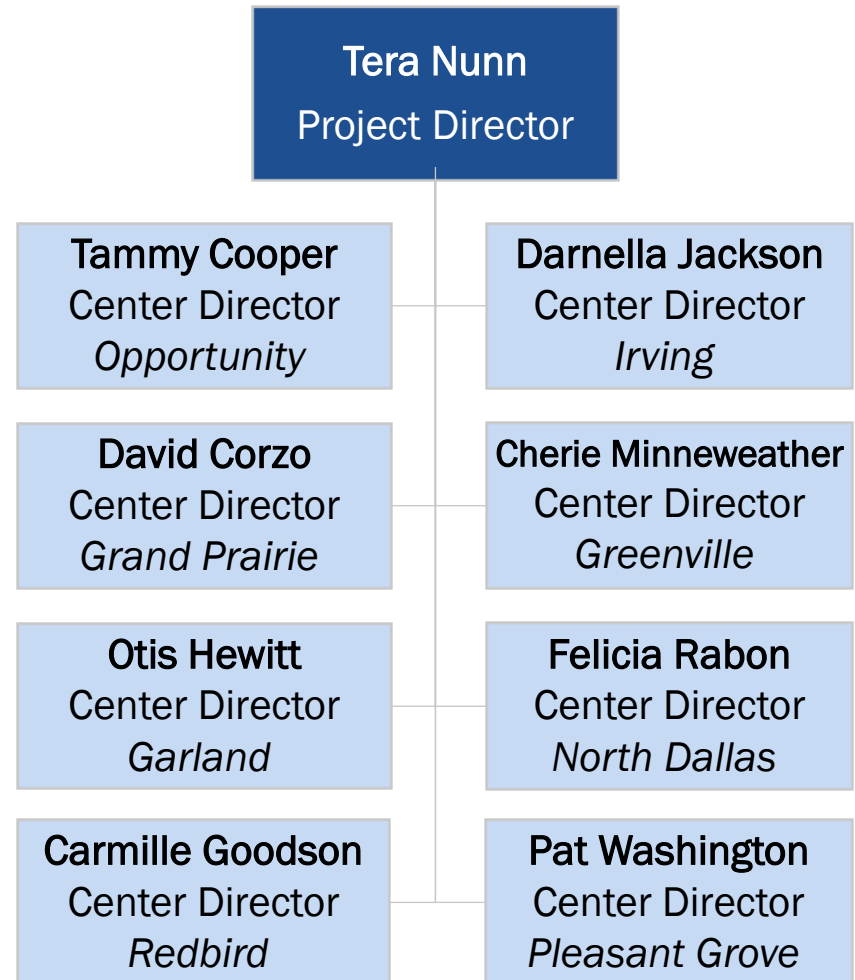 Tera Nunn
Project Director
Tammy Cooper
Center Director
Opportunity
Darnella Jackson
Center Director
Irving
David Corzo
Center Director
Grand Prairie
Cherie Minneweather
Center Director
Greenville
Otis Hewitt
Center Director
Garland
Felicia Rabon
Center Director
North Dallas
Carmille Goodson
Center Director
Redbird
Pat Washington
Center Director
Pleasant Grove